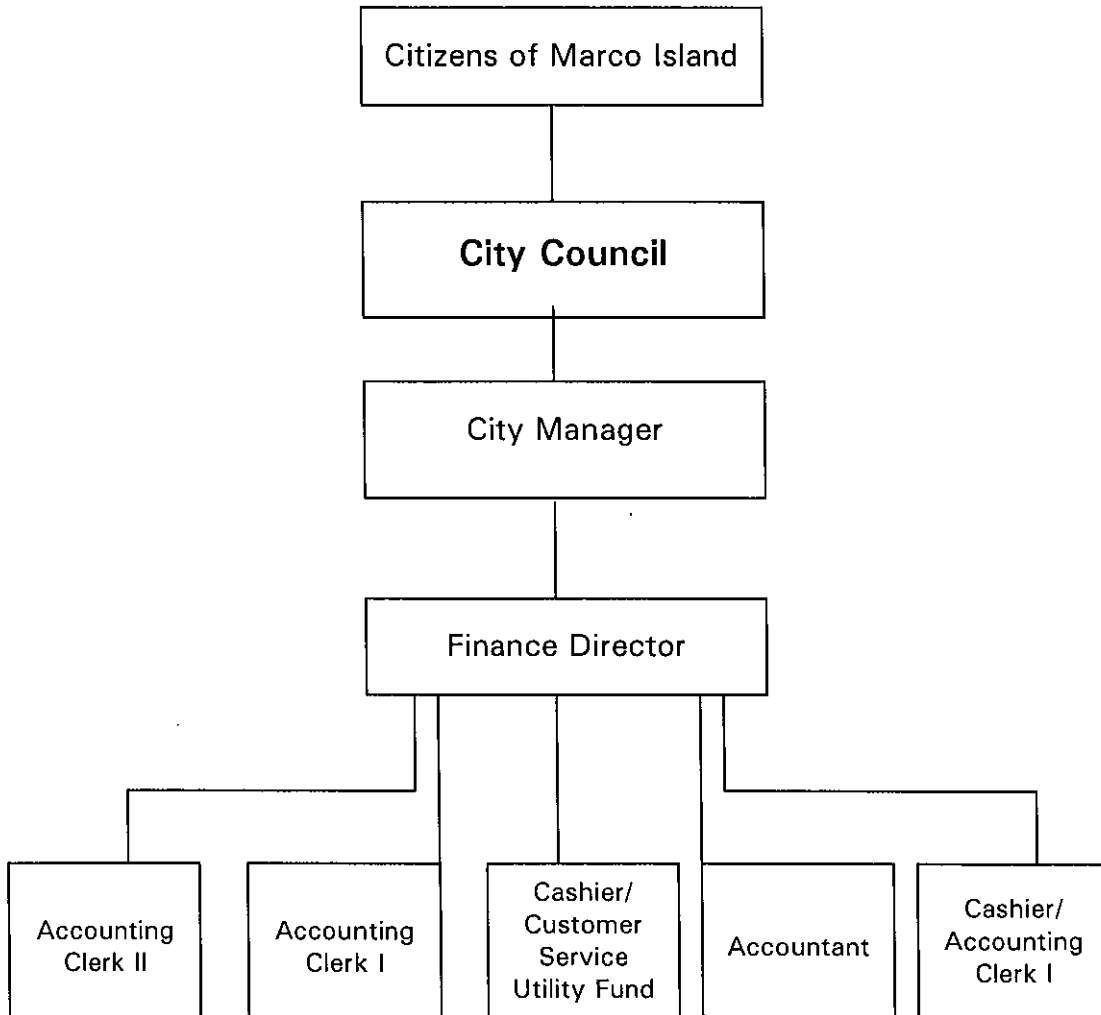 Citizens of Marco Island
City Council
City Manager
Finance Director
Accounting
Clerk II
Accounting
Clerk I
Cashier/
Customer
Service
Utility Fund
Accountant
Cashier/
Accounting
Clerk I